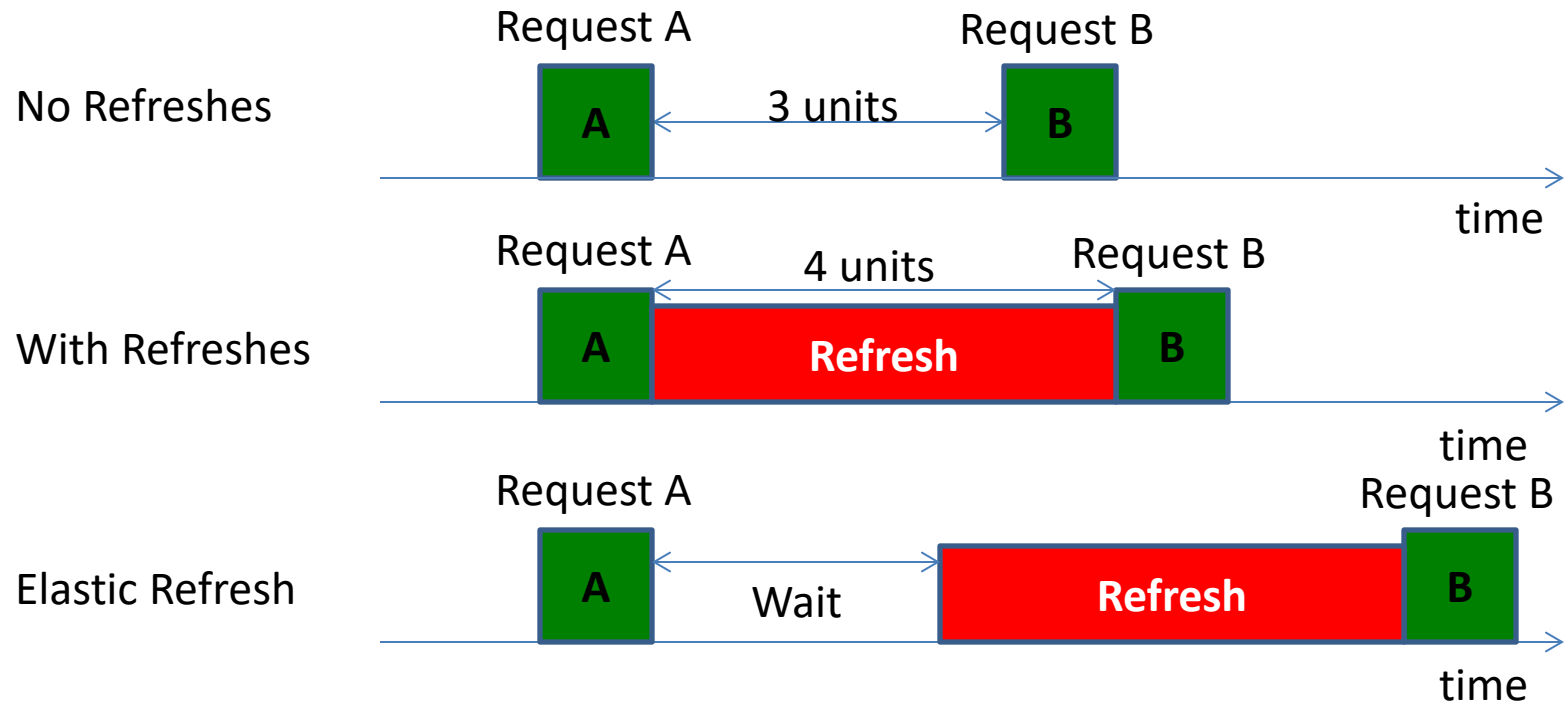 Request A
Request B
No Refreshes
A
3 units
B
time
Request A
4 units
Request B
With Refreshes
A
Refresh
B
time
Request A
Request B
Elastic Refresh
A
Wait
Refresh
B
time